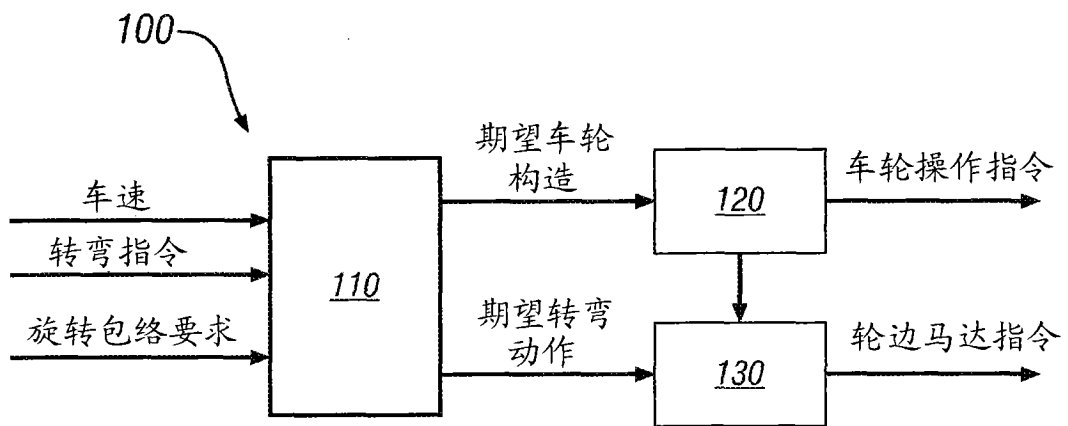 100
车速
转弯指令
旋转包络要求
110
期望车轮
构造
期望转弯
动作
120
130
车轮操作指令
轮边马达指令